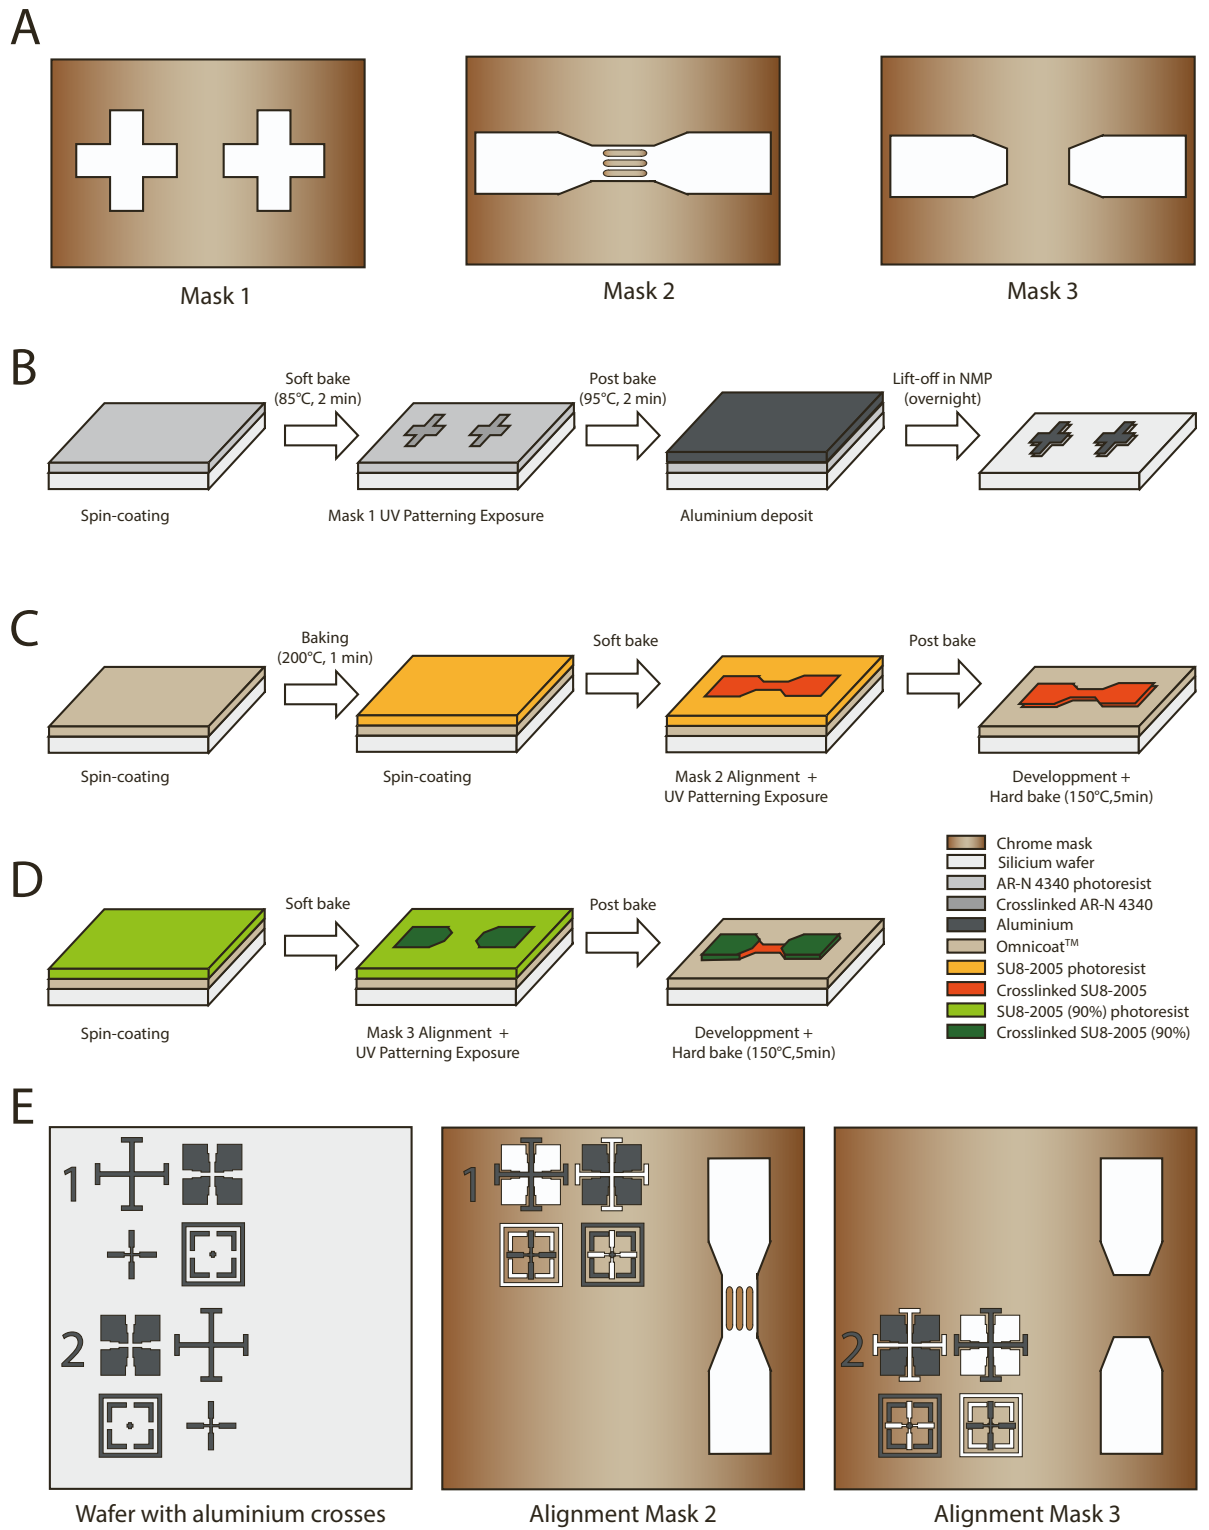 A
Mask 1
Mask 2
Mask 3
B
Soft bake
(85°C, 2 min)
Post bake
(95°C, 2 min)
Lift-off in NMP
(overnight)
Spin-coating
Mask 1 UV Patterning Exposure
Aluminium deposit
C
Baking
(200°C, 1 min)
Soft bake
Post bake
Spin-coating
Spin-coating
Mask 2 Alignment +
UV Patterning Exposure
Developpment +
Hard bake (150°C,5min)
D
Soft bake
Post bake
Spin-coating
Mask 3 Alignment +
UV Patterning Exposure
Developpment +
Hard bake (150°C,5min)
Chrome mask
Silicium wafer
AR-N 4340 photoresist
Crosslinked AR-N 4340
Aluminium
Omnicoat™
SU8-2005 photoresist
Crosslinked SU8-2005
SU8-2005 (90%) photoresist
Crosslinked SU8-2005 (90%)
E
1
2
1
2
Wafer with aluminium crosses
Alignment Mask 2
Alignment Mask 3